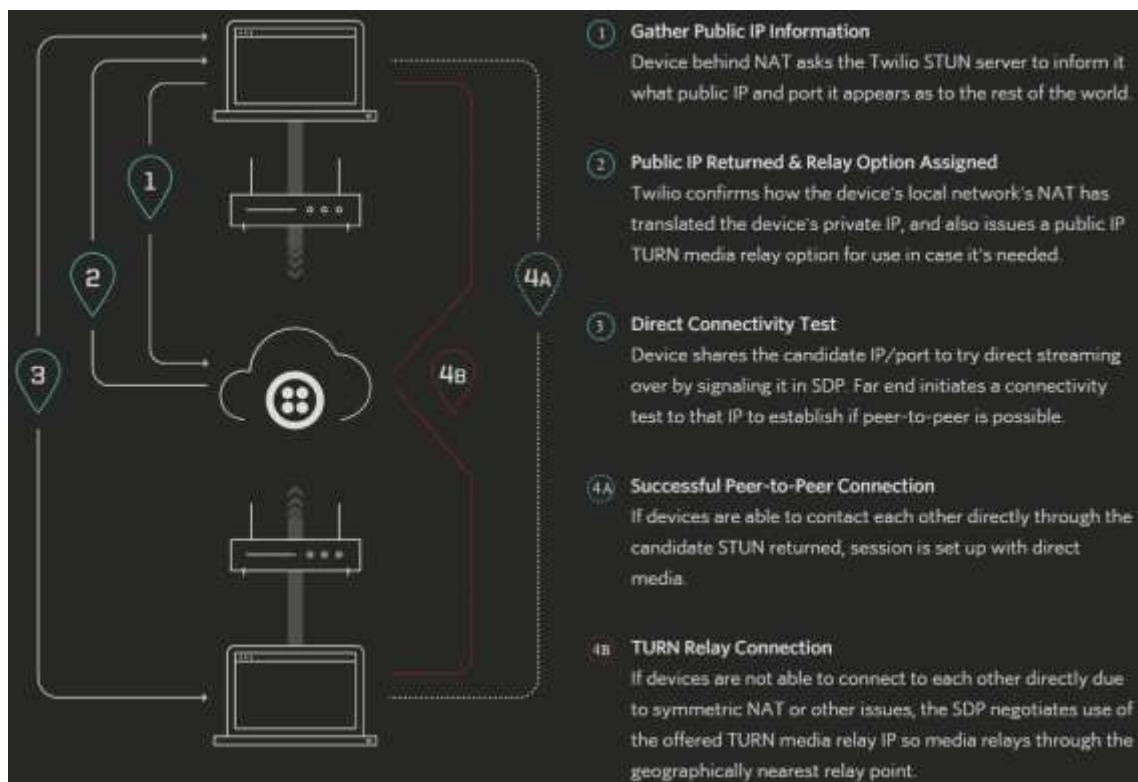 1 Gather Public IP Information
Device behind NAT asks the Twilio STUN server to inform it
what public IP and port it appears as to the rest of the world.
2 Public IP Returned & Relay Option Assigned
Twilio confirms how the device's local network's NAT has
translated the device's private IP, and also issues a public IP
TURN media relay option for use in case it's needed.
3 Direct Connectivity Test
Device shares the candidate IP/port to try direct streaming
over by signaling it in SDP. Far end initiates a connectivity
test to that IP to establish if peer-to-peer is possible.
4A Successful Peer-to-Peer Connection
If devices are able to contact each other directly through the
candidate STUN returned, session is set up with direct
media.
4B TURN Relay Connection
If devices are not able to connect to each other directly due
to symmetric NAT or other issues, the SDP negotiates use of
the offered TURN media relay IP so media relays through the
geographically nearest relay point.
1
2
3
4A
4B